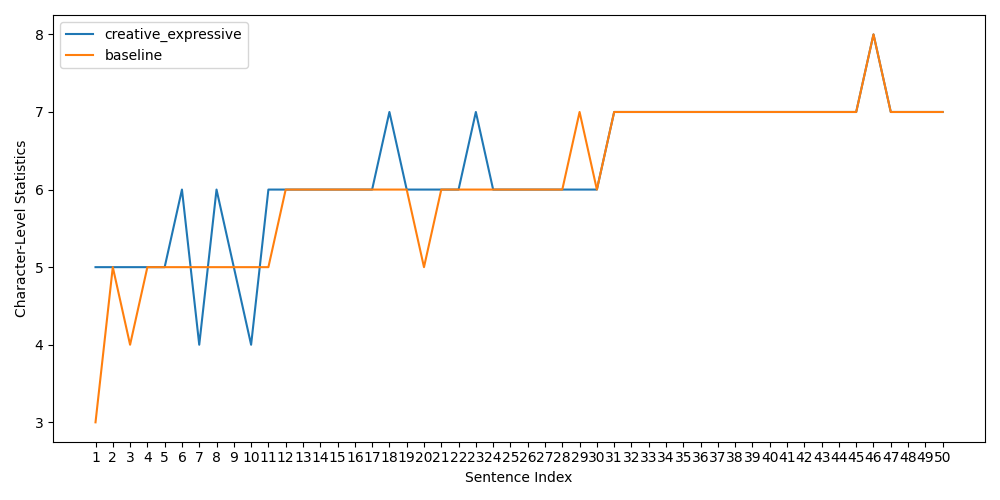 creative_expressive
baseline
8
7
6
5
4
3
Character-Level Statistics
1 2 3 4 5 6 7 8 9 10 11 12 13 14 15 16 17 18 19 20 21 22 23 24 25 26 27 28 29 30 31 32 33 34 35 36 37 38 39 40 41 42 43 44 45 46 47 48 49 50
Sentence Index